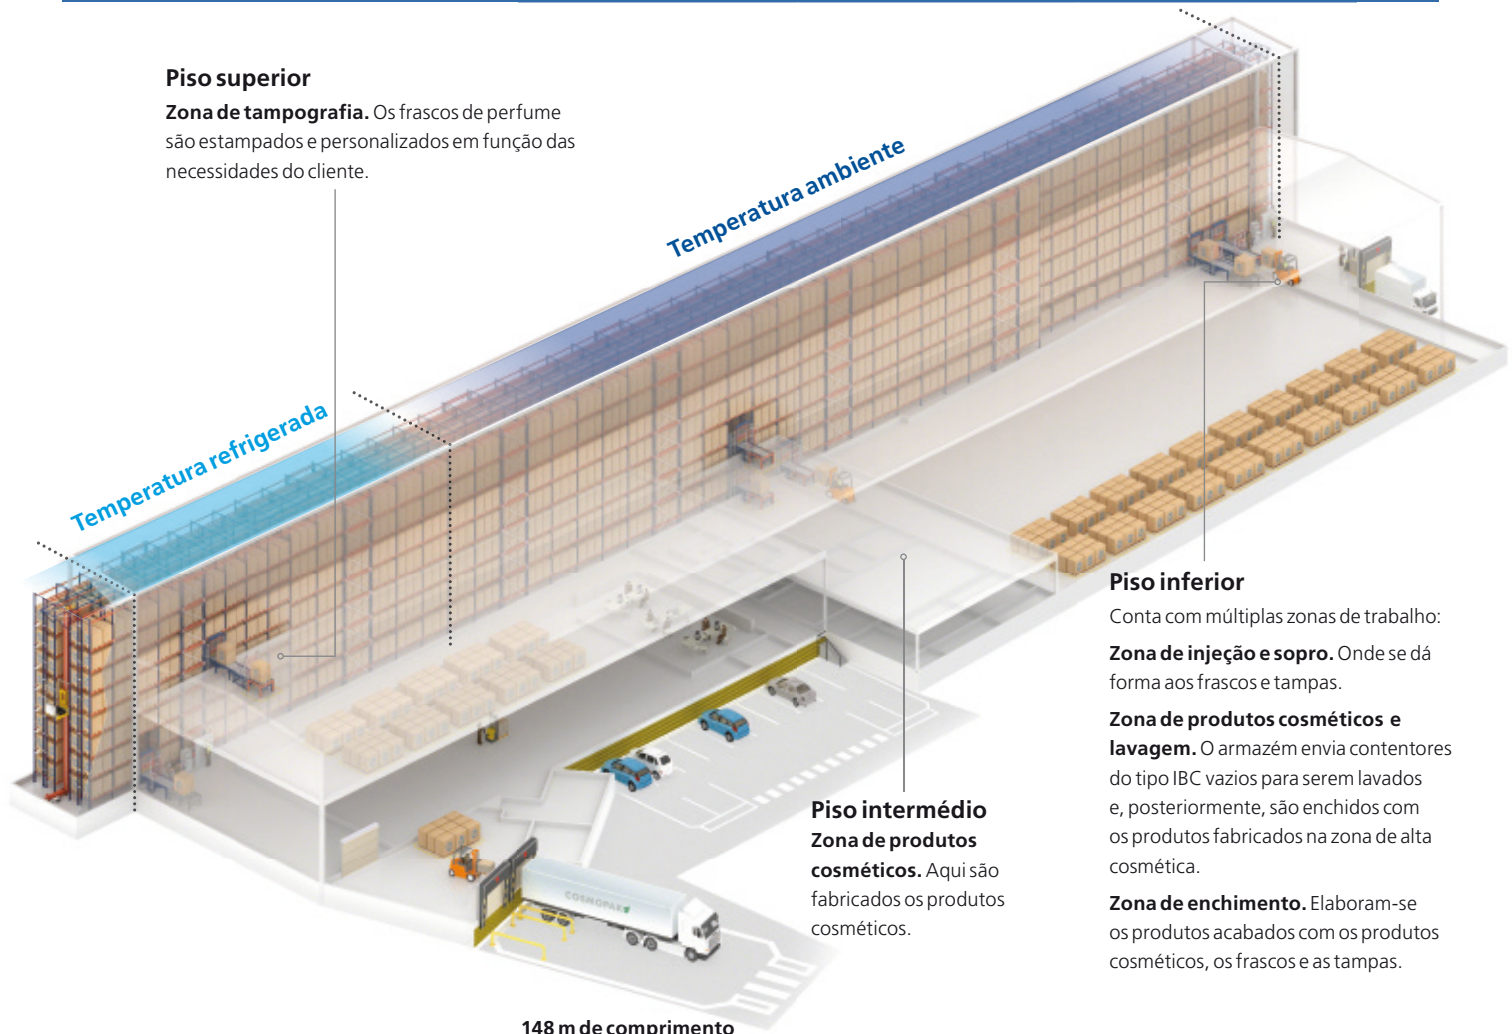 Piso superior
Zona de tampografia. Os frascos de perfume
são estampados e personalizados em função das
necessidades do cliente.
Temperatura ambiente
Temperatura refrigerada
Piso inferior
Conta com múltiplas zonas de trabalho:
Zona de injeção e sopro. Onde se dá
forma aos frascos e tampas.
Zona de produtos cosméticos e
lavagem. O armazém envia contentores
do tipo IBC vazios para serem lavados
e, posteriormente, são enchidos com
os produtos fabricados na zona de alta
cosmética.
Zona de enchimento. Elaboram-se
os produtos acabados com os produtos
cosméticos, os frascos e as tampas.
Piso intermédio
Zona de produtos
cosméticos. Aqui são
fabricados os produtos
cosméticos.
COSMOPAR
148 m de comprimento